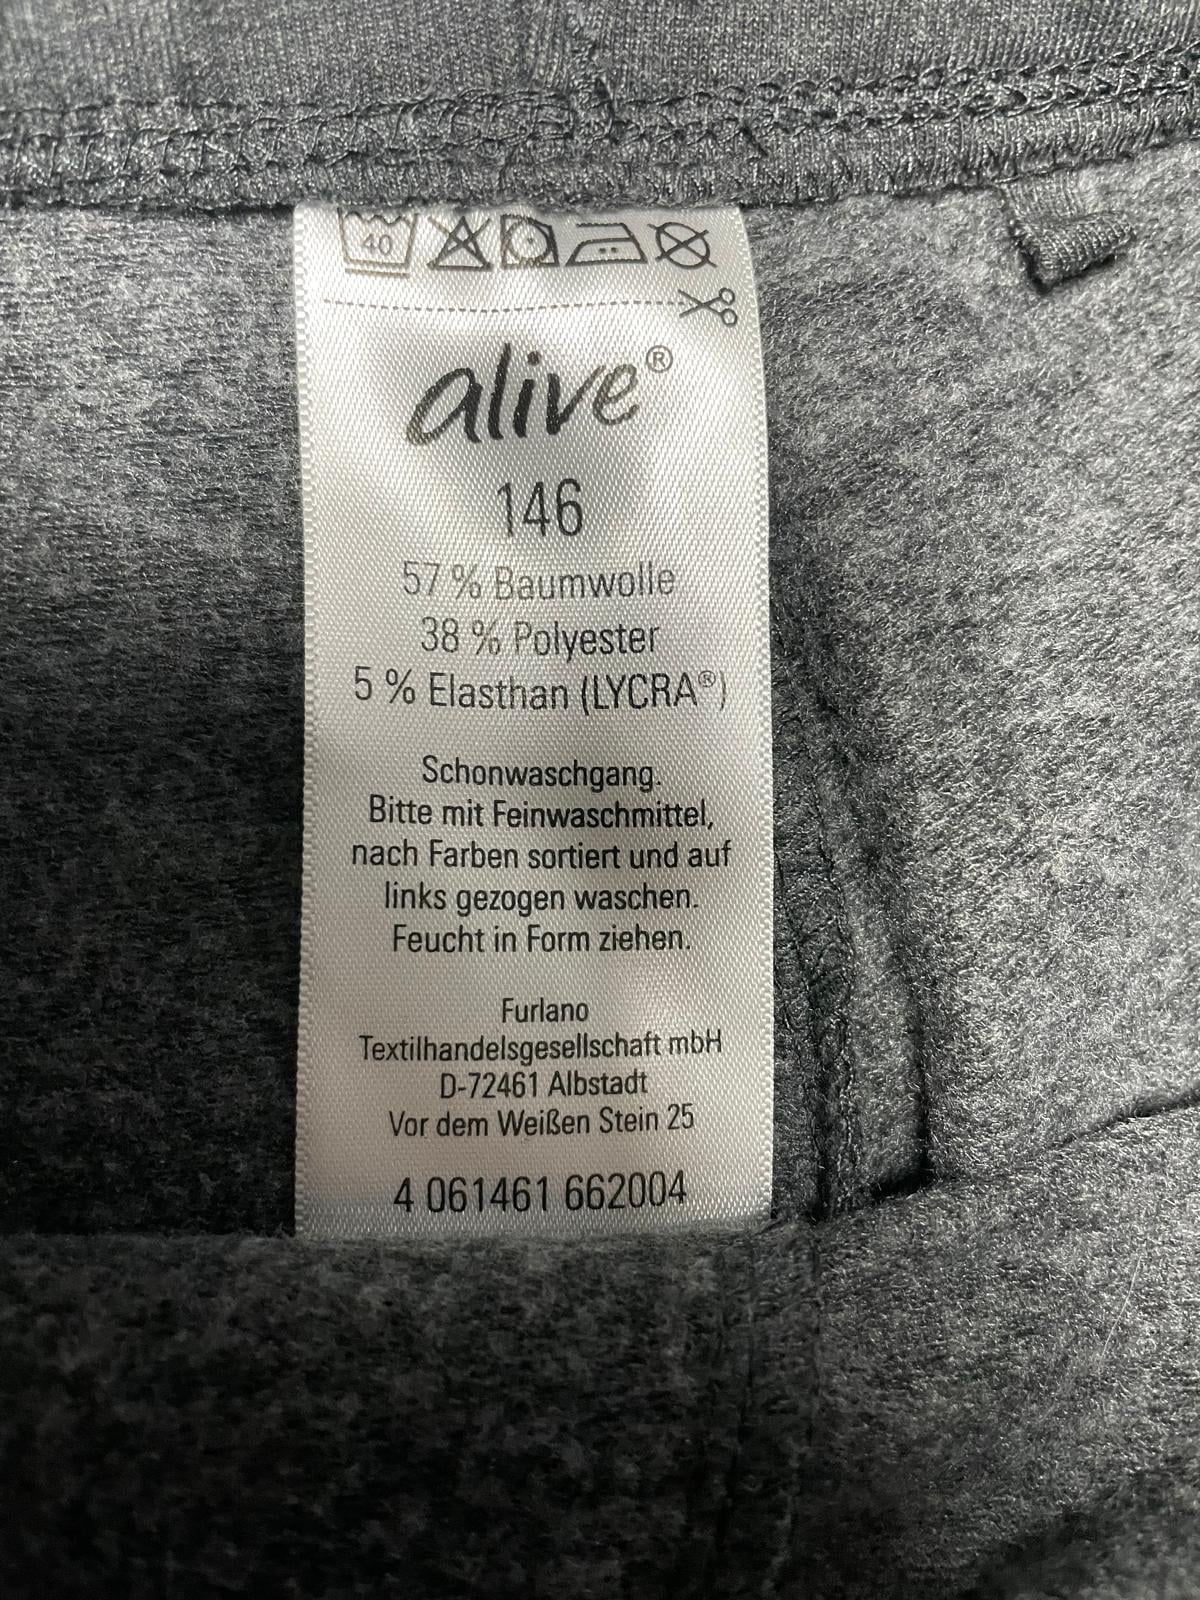 40
alive®
146
57 % Baumwolle
38 % Polyester
5 % Elasthan (LYCRA®)
Schonwaschgang.
Bitte mit Feinwaschmittel,
nach Farben sortiert und auf
links gezogen waschen.
Feucht in Form ziehen.
Furlano
Textilhandelsgesellschaft mbH
D-72461 Albstadt
Vor dem Weißen Stein 25
4 061461 662004